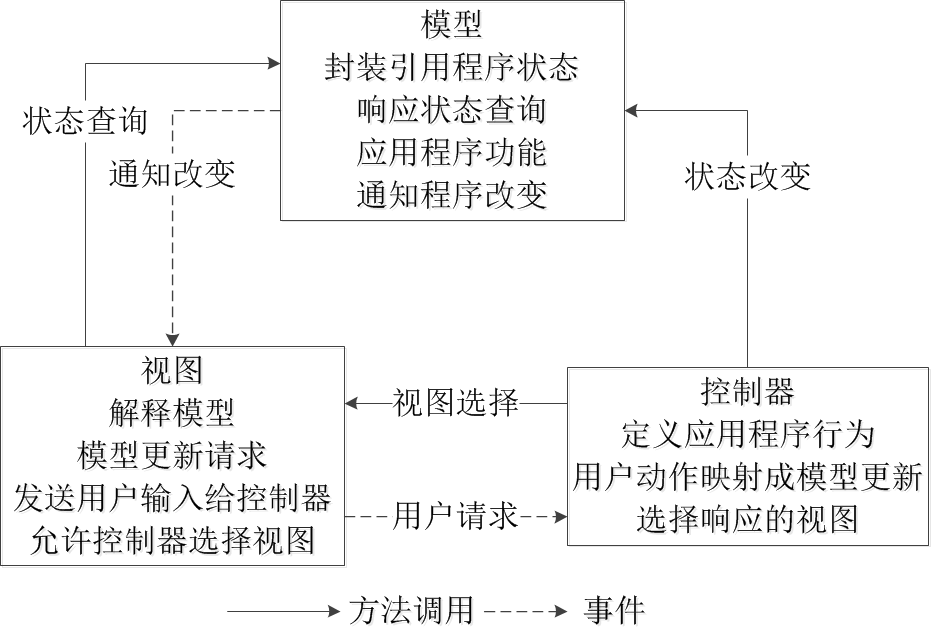 模型
封装引用程序状态
响应状态查询
应用程序功能
通知程序改变
状态查询
通知改变
状态改变
视图
解释模型
模型更新请求
发送用户输入给控制器
允许控制器选择视图
视图选择
用户请求
控制器
定义应用程序行为
用户动作映射成模型更新
选择响应的视图
方法调用
事件